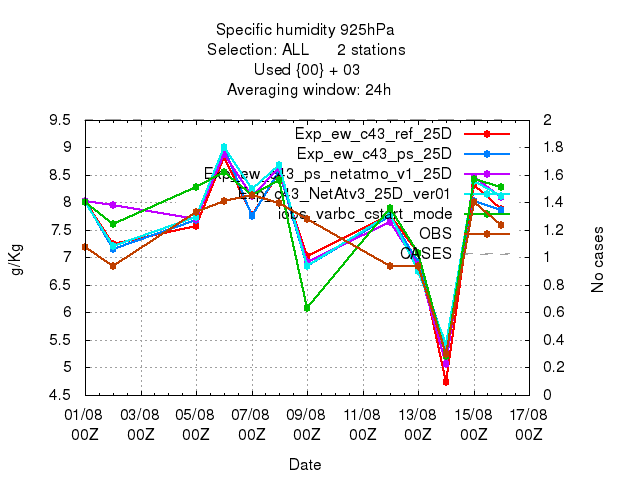 Specific humidity 925hPa
Selection: ALL 2 stations
Used {00} + 03
Averaging window: 24h
9.5
9
8.5
8
7.5
7
6.5
6
5.5
5
4.5
g/Kg
2
1.8
1.6
1.4
1.2
1
0.8
0.6
0.4
0.2
0
No cases
Exp_ew_c43_ref_25D
Exp_ew_c43_ps_25D
Exp_ew_c43_ps_netatmo_v1_25D
Exp_c43_NetAtv3_25D_ver01
iobs_varbc_cstart_mode
OBS
CASES
01/08 03/08 05/08 07/08 09/08 11/08 13/08 15/08 17/08
00Z 00Z 00Z 00Z 00Z 00Z 00Z 00Z 00Z
Date